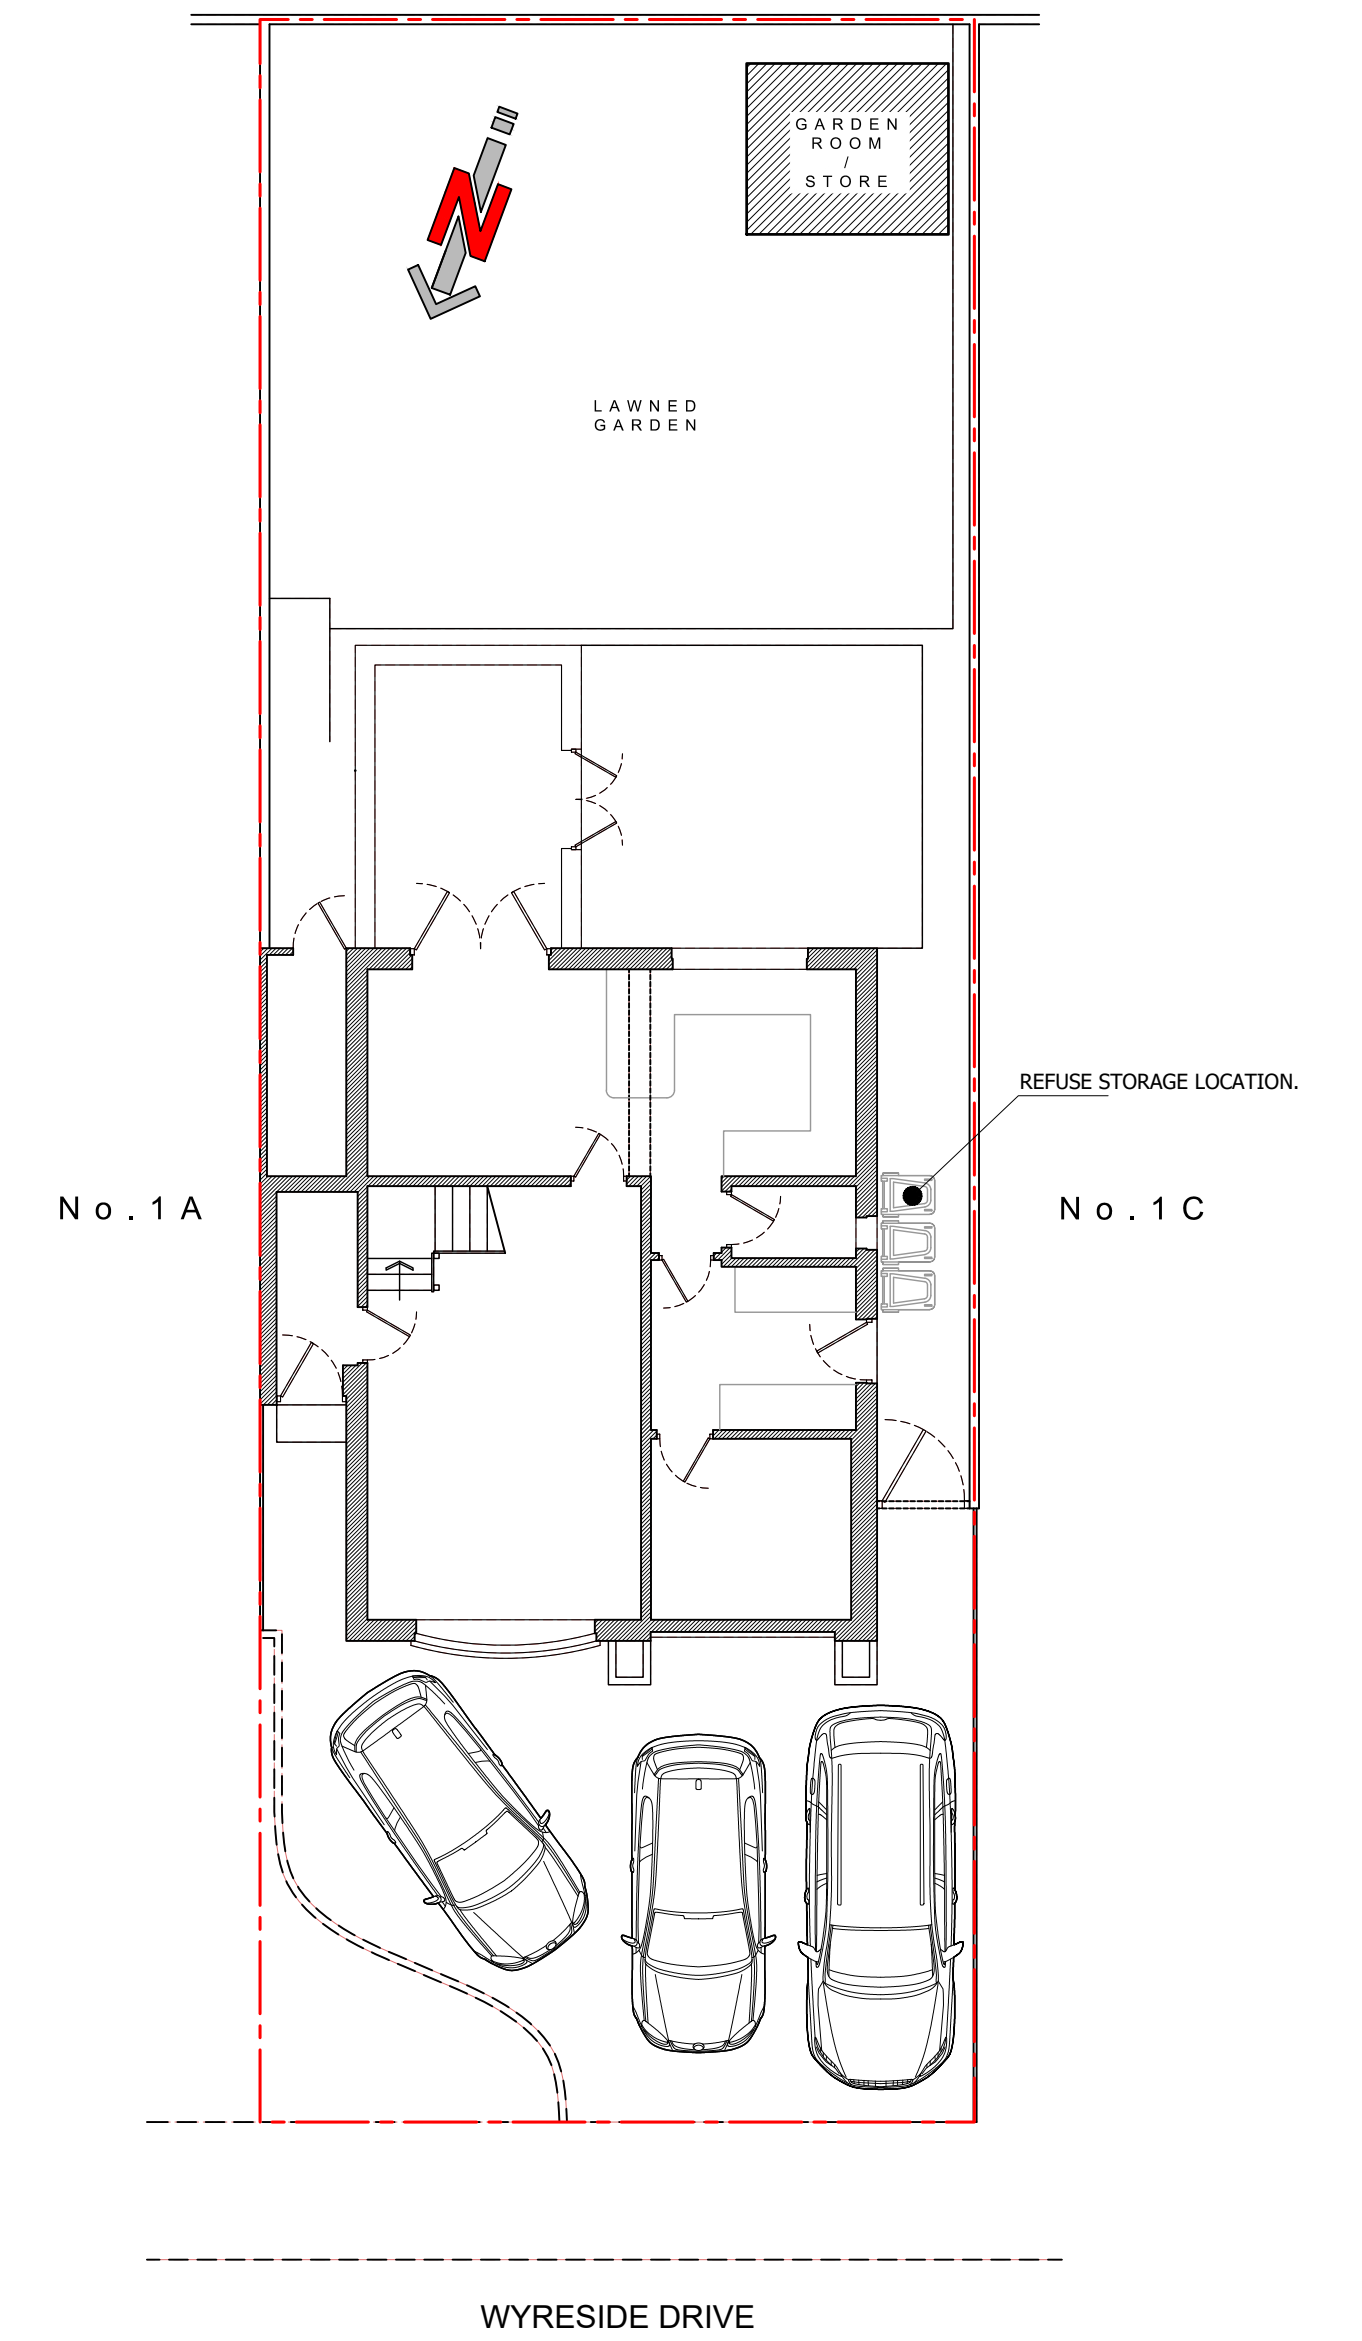 GARDEN
ROOM
/
STORE
N
LAWNED
GARDEN
REFUSE STORAGE LOCATION.
No.1A
No.1C
WYRESIDE DRIVE